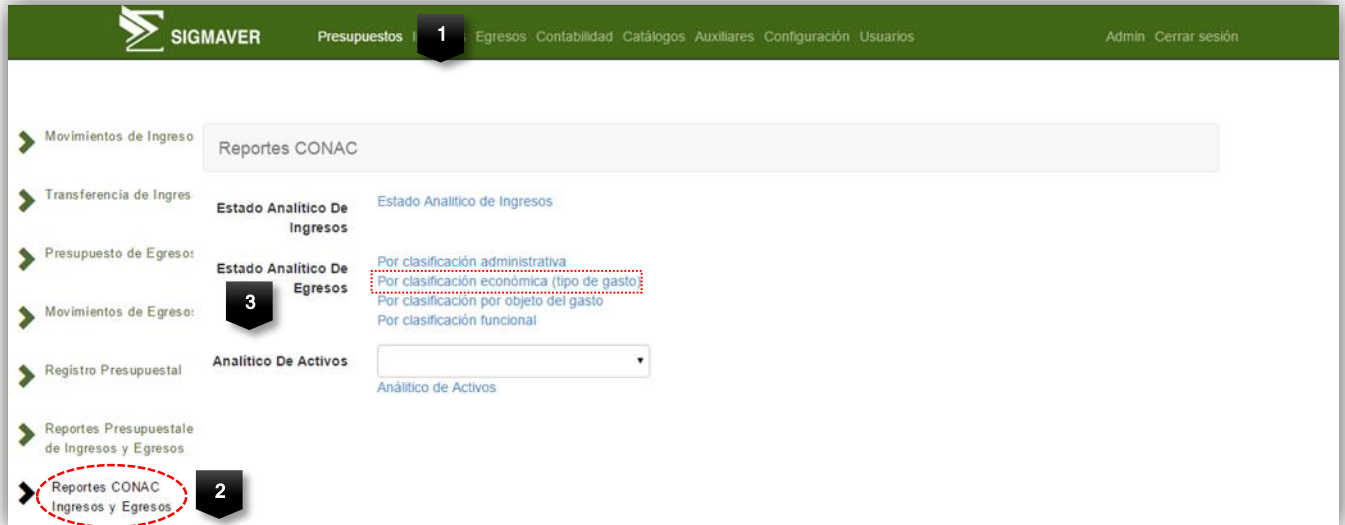 SIGMAVER Presupuestos 1 Egresos Contabilidad Catálogos Auxiliares Configuración Usuarios Admin Cerrar sesión
Movimientos de Ingreso
Transferencia de Ingres
Presupuesto de Egresos
Movimientos de Egresos
Registro Presupuestal
Reportes Presupuestale
de Ingresos y Egresos
Reportes CONAC
Ingresos y Egresos
2
Reportes CONAC
Estado Analítico De
Ingresos
Estado Analitico de Ingresos
Estado Analítico De
Egresos
3
Por clasificación administrativa
Por clasificación económica (tipo de gasto)
Por clasificación por objeto del gasto
Por clasificación funcional
Analítico De Activos
Análitico de Activos